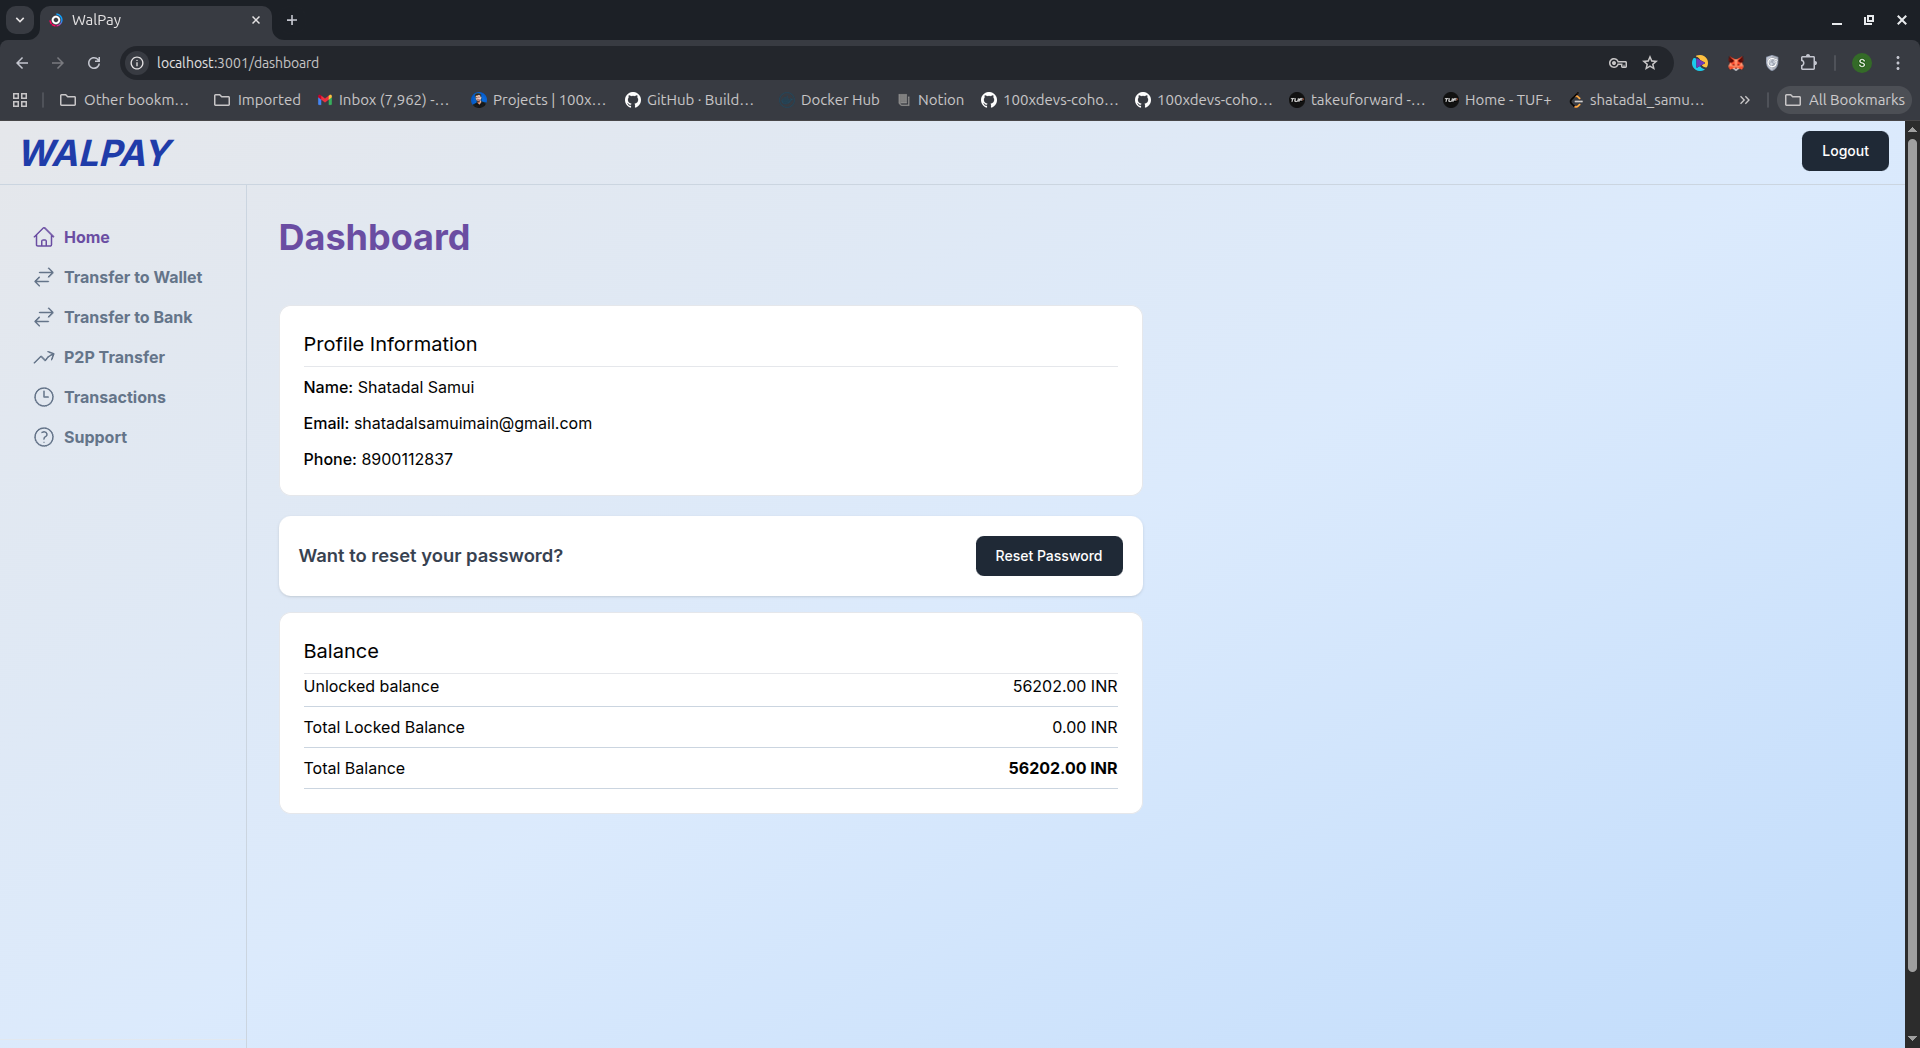 WalPay
localhost:3001/dashboard
S
Other bookm...
Imported
Inbox (7,962) -...
Projects | 100x...
GitHub · Build...
Docker Hub
Notion
100xdevs-coho...
100xdevs-coho...
takeuforward -...
Home - TUF+
shatadal_samu...
All Bookmarks
WALPAY
Logout
Home
Transfer to Wallet
Transfer to Bank
P2P Transfer
Transactions
Support
Dashboard
Profile Information
Name: Shatadal Samui
Email: shatadalsamuimain@gmail.com
Phone: 8900112837
Want to reset your password?
Reset Password
Balance
Unlocked balance 56202.00 INR
Total Locked Balance 0.00 INR
Total Balance 56202.00 INR